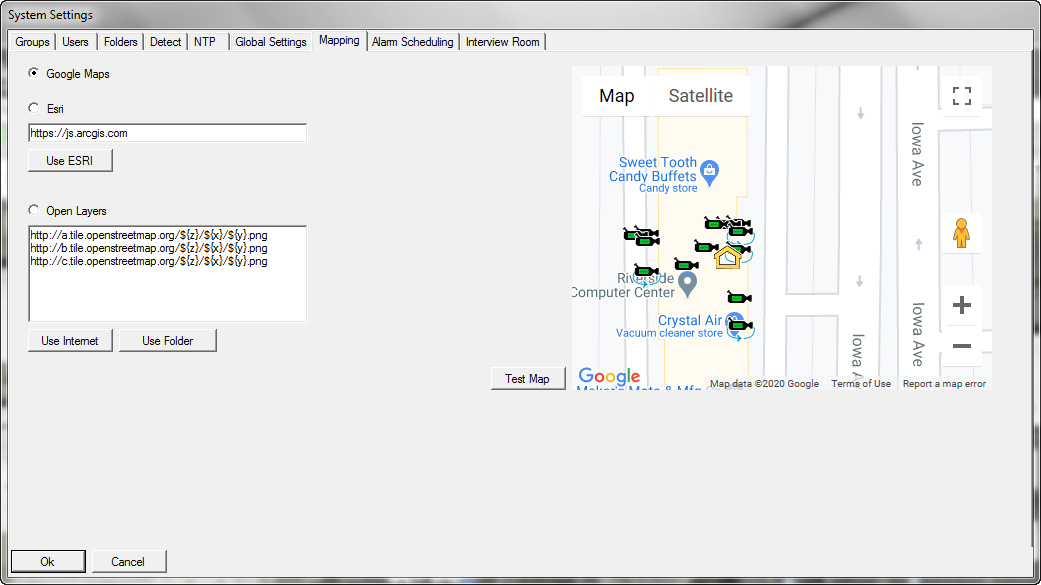 System Settings
Groups Users Folders Detect NTP Global Settings Mapping Alarm Scheduling Interview Room
Google Maps
Esri
https://js.arcgis.com
Use ESRI
Open Layers
http://a.tile.openstreetmap.org/${z}/${x}/${y}.png
http://b.tile.openstreetmap.org/${z}/${x}/${y}.png
http://c.tile.openstreetmap.org/${z}/${x}/${y}.png
Use Internet Use Folder
Test Map
Map Satellite
Iowa Ave
Sweet Tooth
Candy Buffets
Candy store
Riverside
Computer Center
Crystal Air
Vacuum cleaner store
Iowa Ave
Iowa A
Google
Map data ©2020 Google Terms of Use Report a map error
Ok Cancel